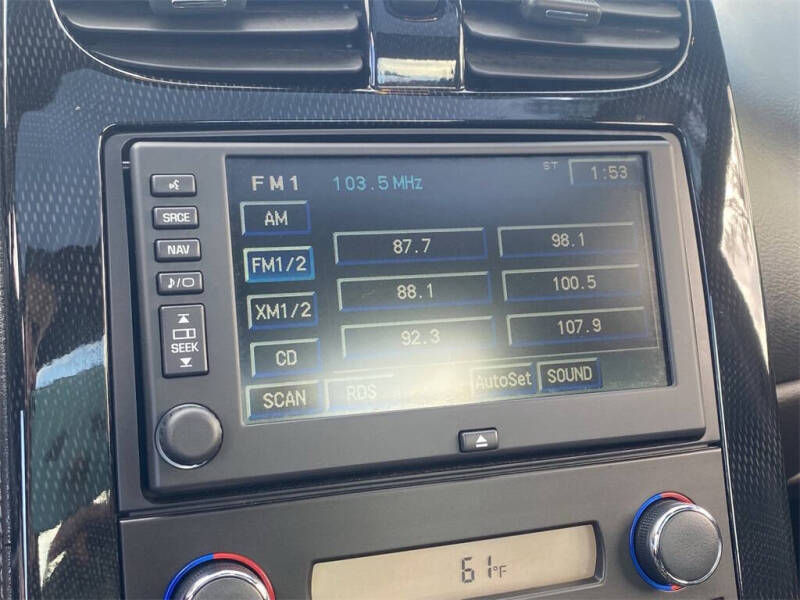 FM1 103.5 MHz ST 1:53
AM
SRCE
87.7 98.1
NAV
FM1/2
88.1 100.5
XM1/2
92.3 107.9
SEEK
CD
SCAN RDS AutoSet SOUND
61°F